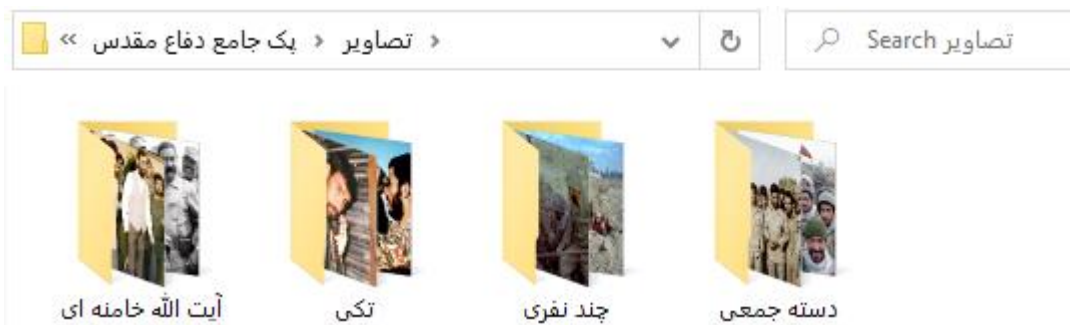 « پک جامع دفاع مقدس › تصاویر ›
Search تصاویر
آیت الله خامنه ای
تکی
چند نفری
دسته جمعی